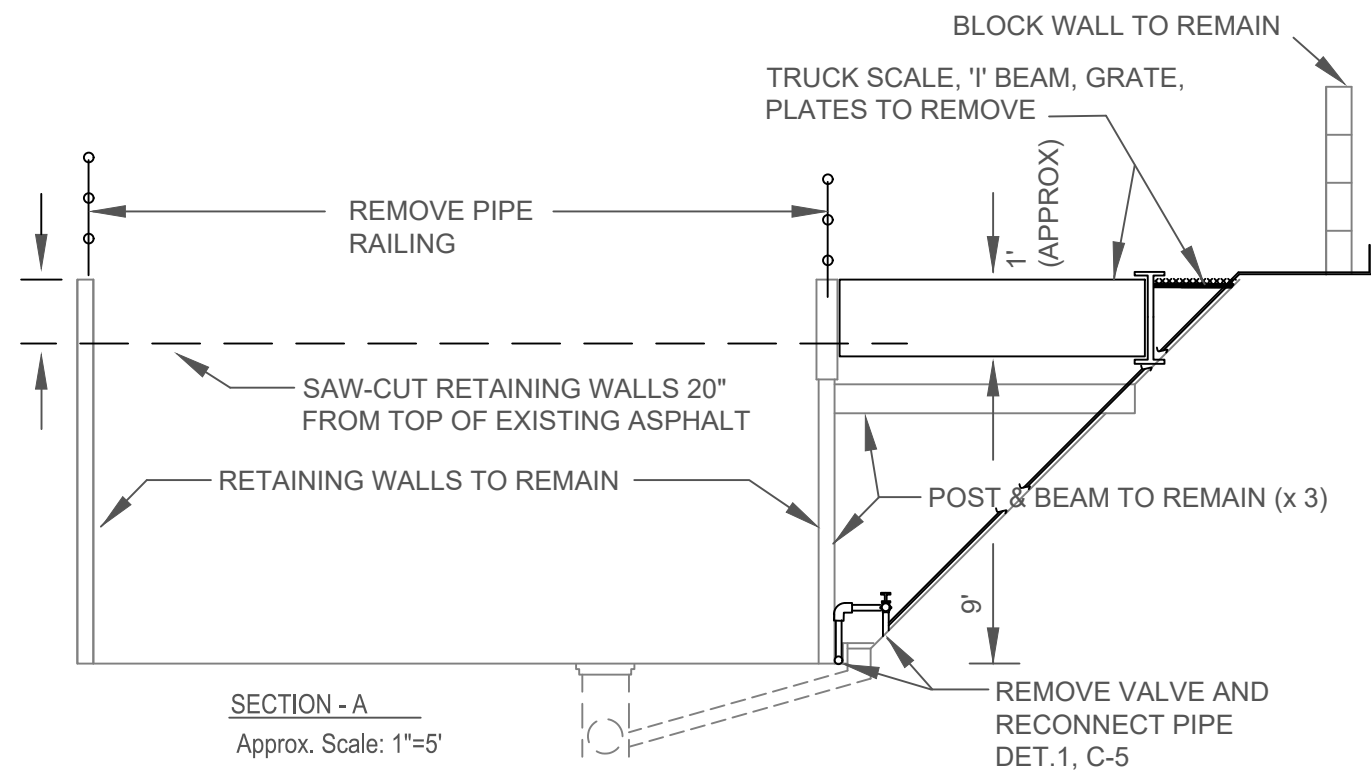 BLOCK WALL TO REMAIN
TRUCK SCALE, 'I' BEAM, GRATE,
PLATES TO REMOVE
1'
(APPROX)
REMOVE PIPE
RAILING
SAW-CUT RETAINING WALLS 20"
FROM TOP OF EXISTING ASPHALT
RETAINING WALLS TO REMAIN
POST & BEAM TO REMAIN (x 3)
9'
REMOVE VALVE AND
RECONNECT PIPE
DET.1, C-5
SECTION - A
Approx. Scale: 1"=5'